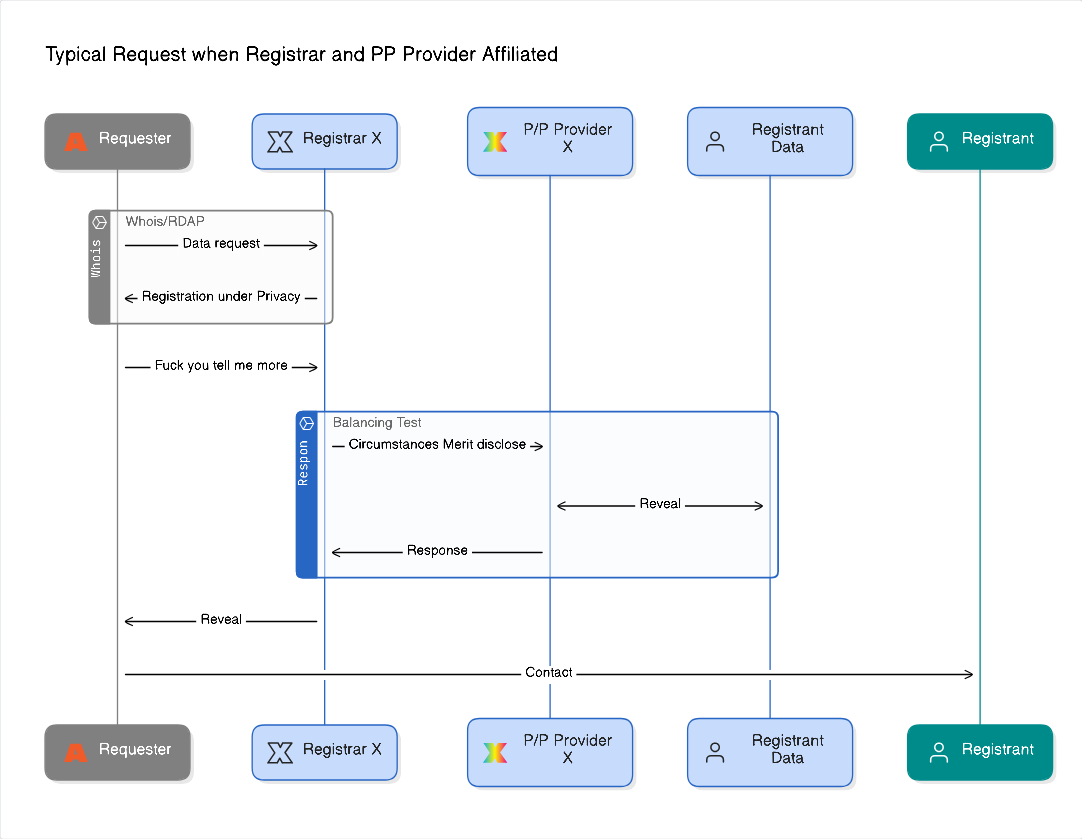 Typical Request when Registrar and PP Provider Affiliated
Requester
Registrar X
P/P Provider
X
Registrant
Data
Registrant
Whois
Whois/RDAP
Data request
Registration under Privacy
Fuck you tell me more
Respon
Balancing Test
Circumstances Merit disclose
Reveal
Response
Reveal
Contact
Requester
Registrar X
P/P Provider
X
Registrant
Data
Registrant